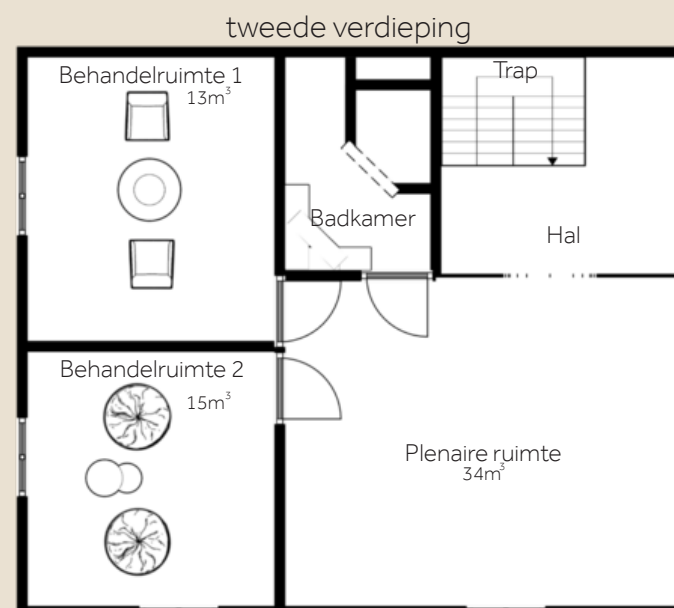 tweede verdieping
Behandelruimte 1
13m³
Trap
Badkamer
Hal
Behandelruimte 2
15m³
Plenaire ruimte
34m³